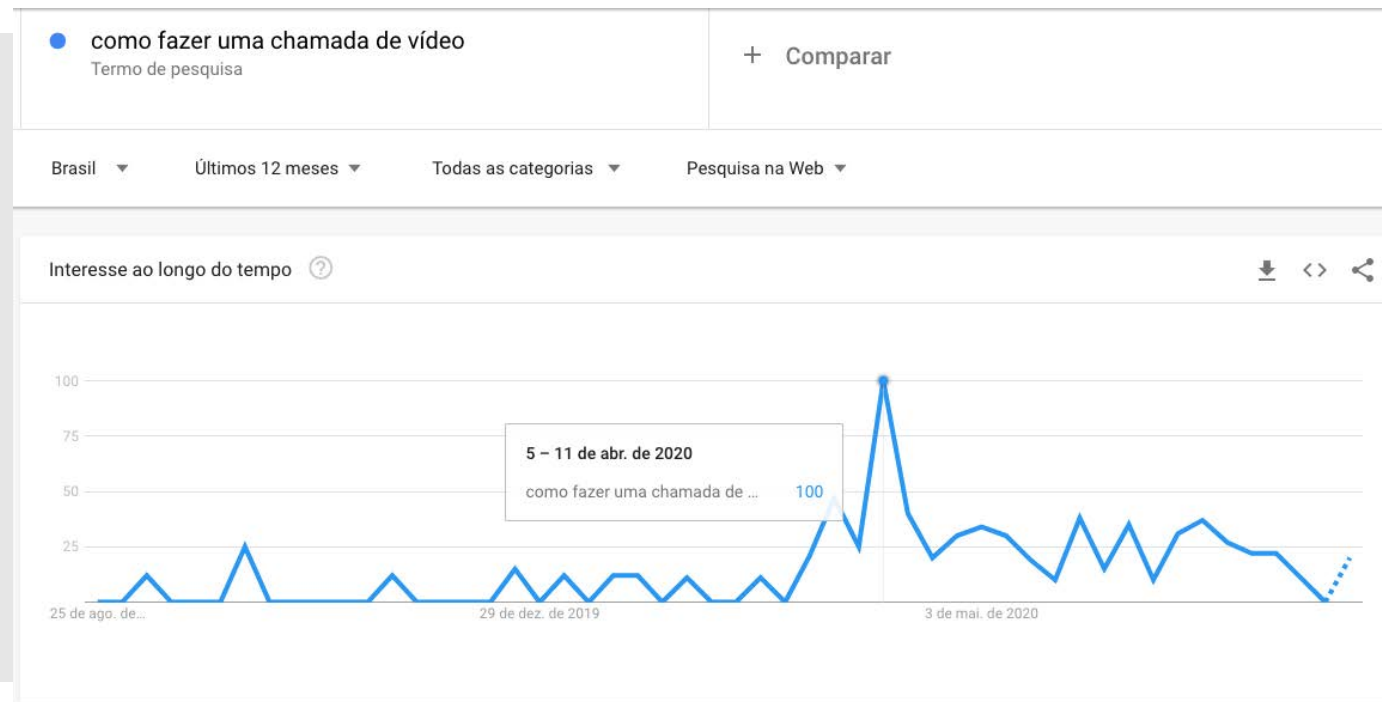 como fazer uma chamada de vídeo
Termo de pesquisa
+ Comparar
Brasil
Últimos 12 meses
Todas as categorias
Pesquisa na Web
Interesse ao longo do tempo ?
100
75
50
25
5 – 11 de abr. de 2020
como fazer uma chamada de ... 100
25 de ago. de...
29 de dez. de 2019
3 de mai. de 2020